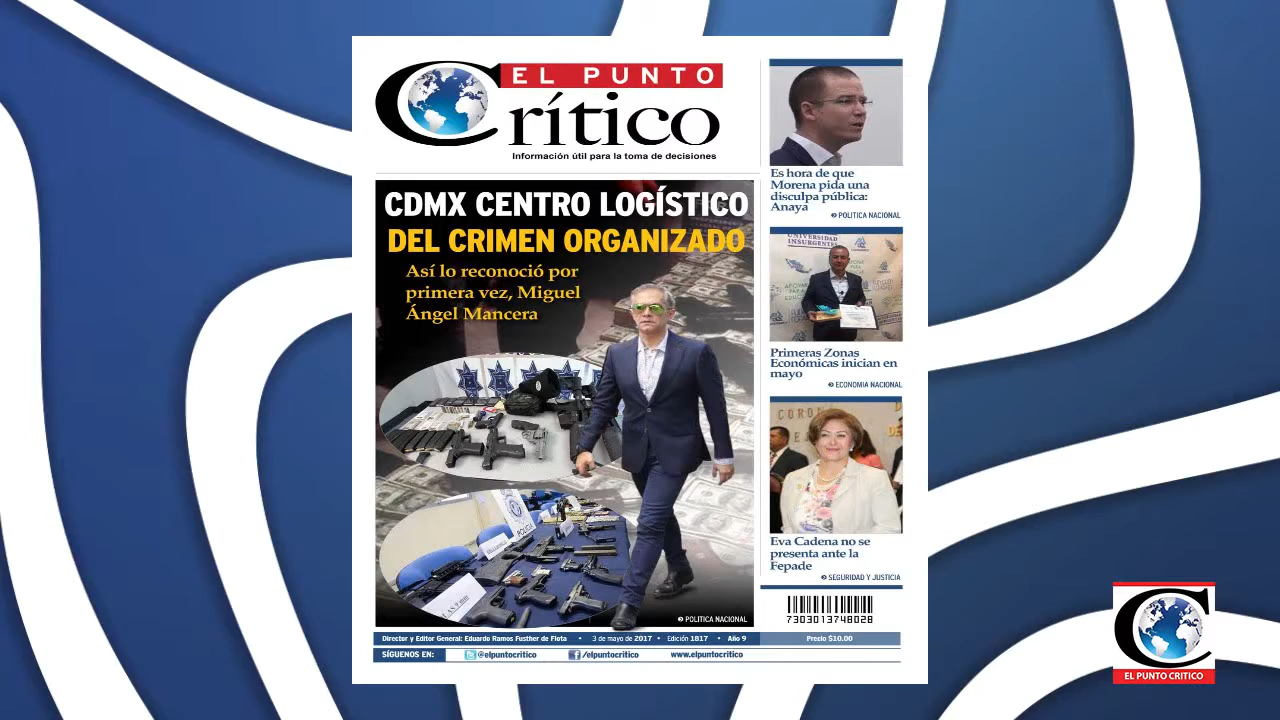 EL PUNTO
Crítico
Información útil para la toma de decisiones
CDMX CENTRO LOGÍSTICO
DEL CRIMEN ORGANIZADO
Así lo reconoció por
primera vez, Miguel
Ángel Mancera
POLITICA NACIONAL
Es hora de que
Morena pida una
disculpa pública:
Anaya
POLITICA NACIONAL
UNIVERSIDAD
INSURGENTES
Primeras Zonas
Económicas inician en
mayo
ECONOMIA NACIONAL
Eva Cadena no se
presenta ante la
Fepade
SEGURIDAD Y JUSTICIA
7303013748028
Director y Editor General: Eduardo Ramos Fusther de Flota • 3 de mayo de 2017 • Edición 1817 • Año 9 Precio $10.00
SÍGUENOS EN: @elpuntocritico /elpuntocritico www.elpuntocritico
EL PUNTO CRITICO